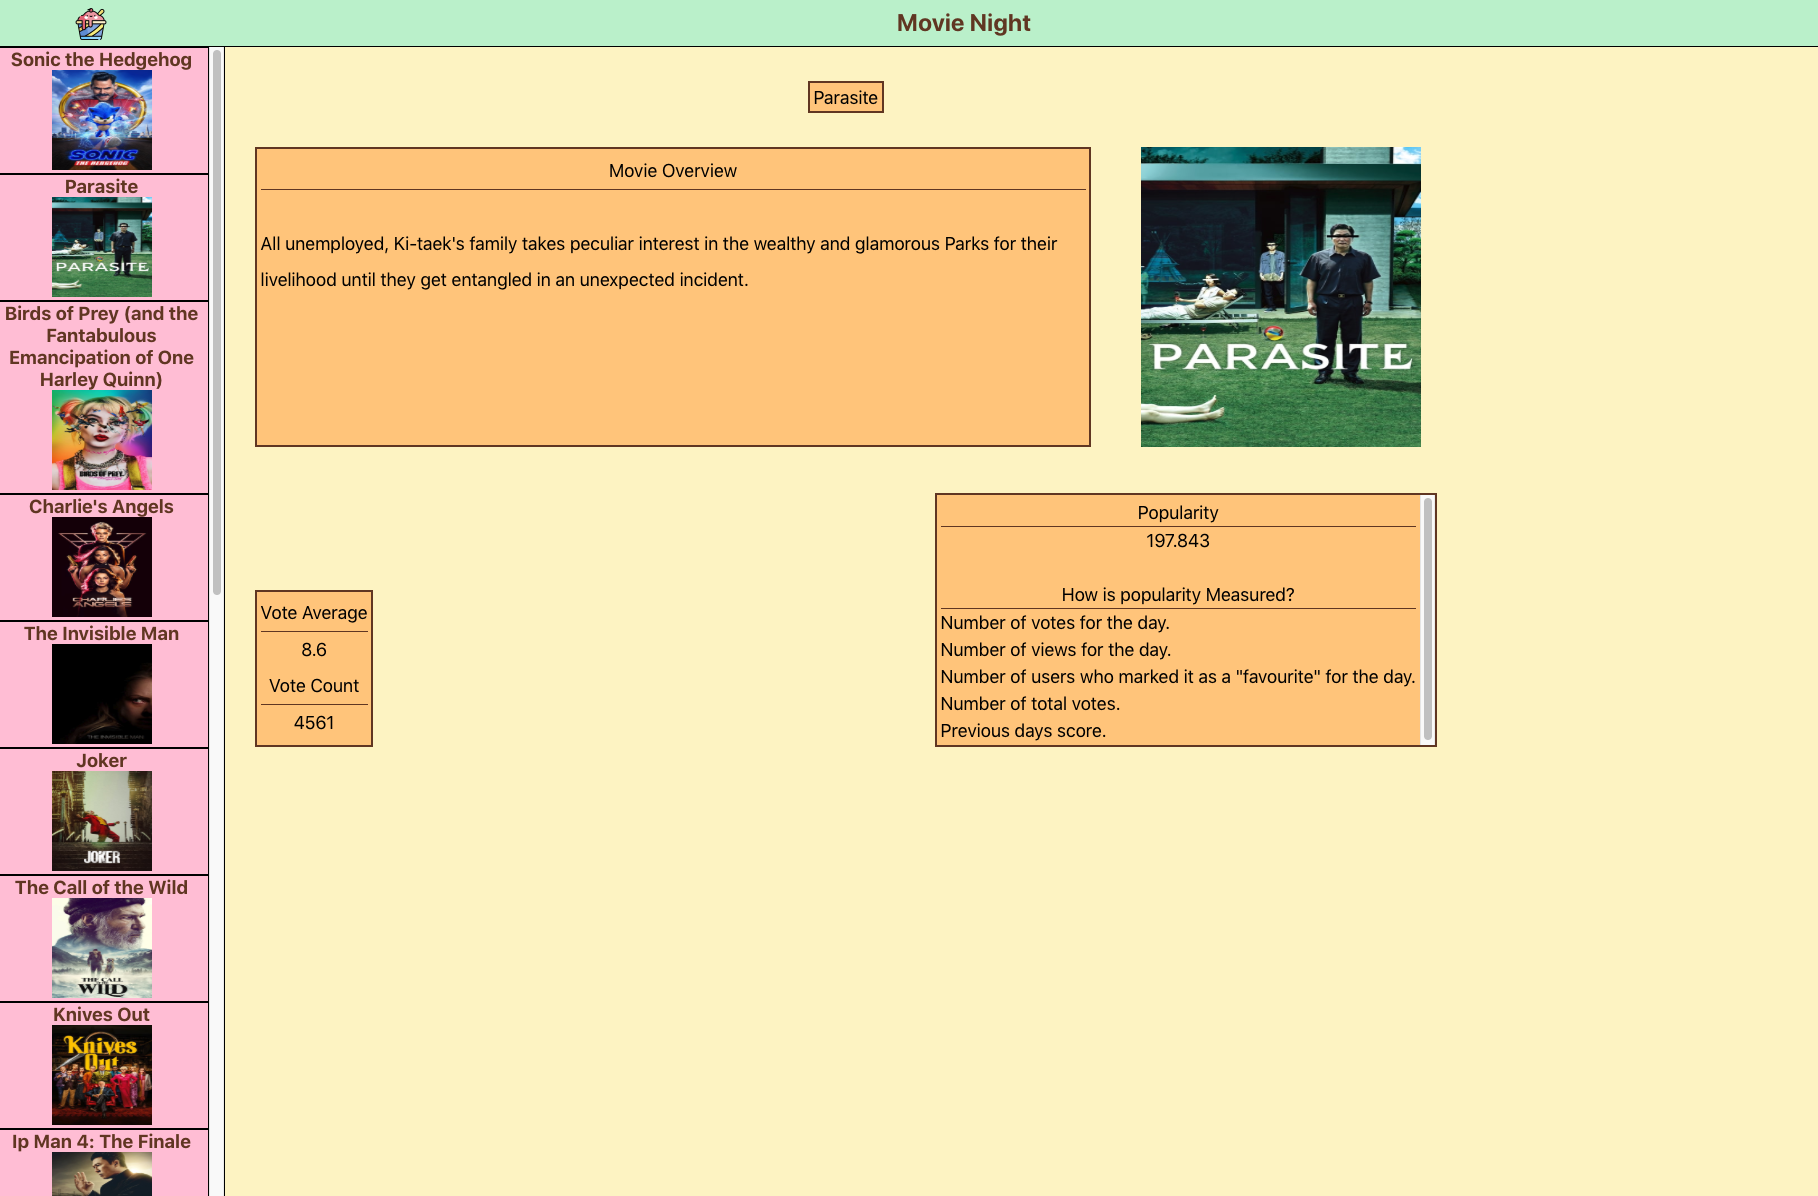 Movie Night
Sonic the Hedgehog
SONIC
THE HEDGEHOG
Parasite
PARASITE
Birds of Prey (and the
Fantabulous
Emancipation of One
Harley Quinn)
BIRDS OF PREY
Charlie's Angels
CHARLIE'S
ANGELS
The Invisible Man
THE INVISIBLE MAN
Joker
JOKER
The Call of the Wild
THE CALL
OF THE
WILD
Knives Out
Knives
Out
Ip Man 4: The Finale
Parasite
Movie Overview
All unemployed, Ki-taek's family takes peculiar interest in the wealthy and glamorous Parks for their
livelihood until they get entangled in an unexpected incident.
PARASITE
Vote Average
8.6
Vote Count
4561
Popularity
197.843
How is popularity Measured?
Number of votes for the day.
Number of views for the day.
Number of users who marked it as a "favourite" for the day.
Number of total votes.
Previous days score.